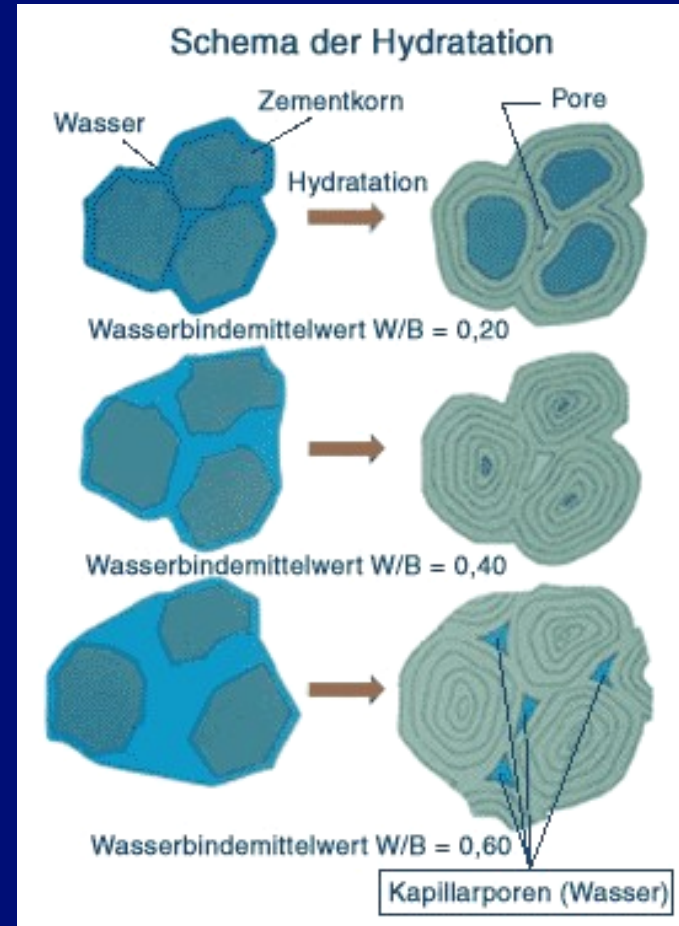 Schema der Hydratation
Zementkorn
Pore
Wasser
Hydratation
Wasserbindemittelwert W/B = 0,20
Wasserbindemittelwert W/B = 0,40
Wasserbindemittelwert W/B = 0,60
Kapillarporen (Wasser)